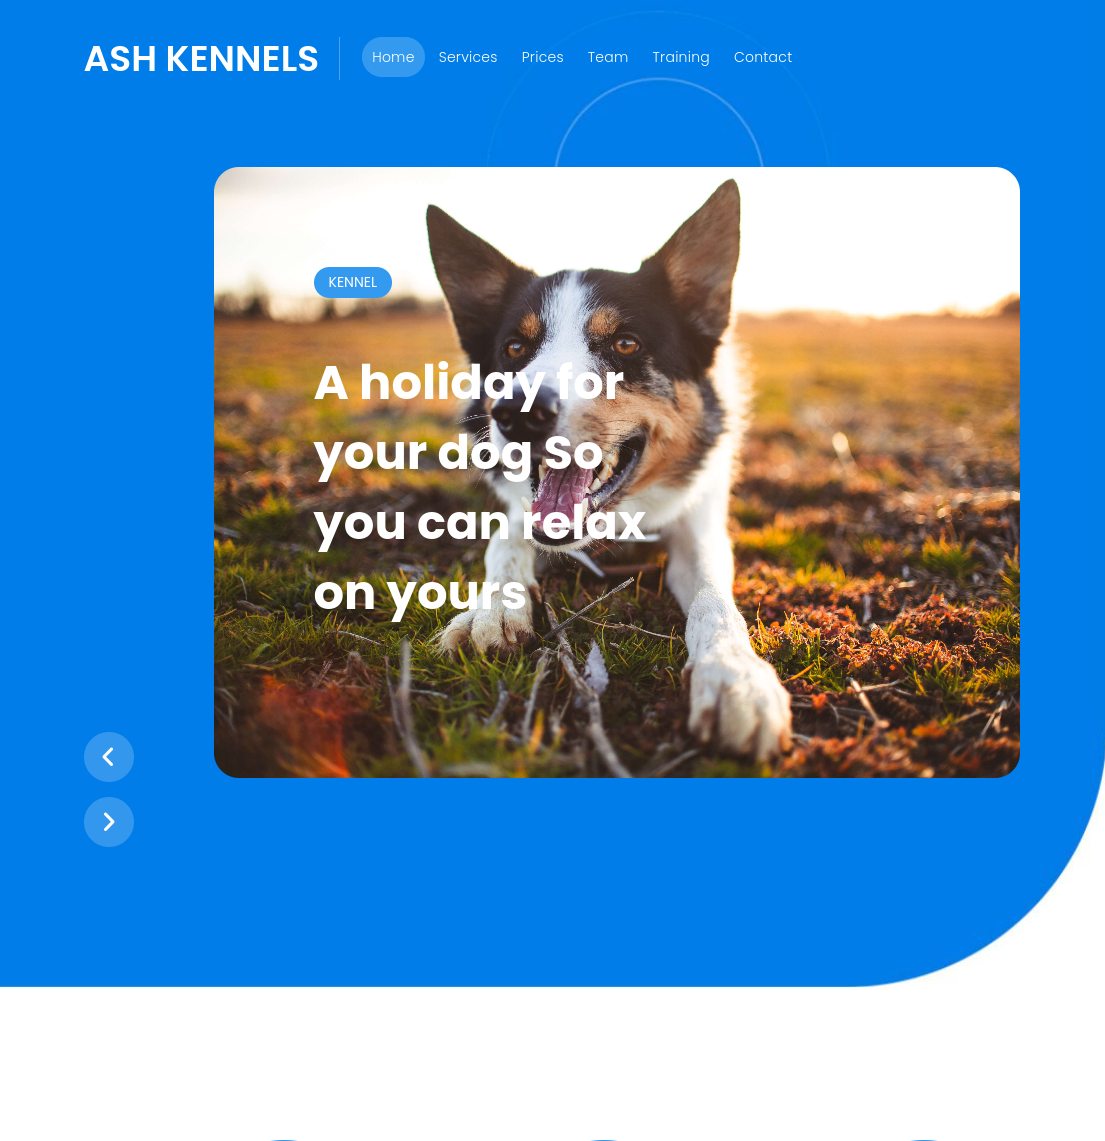 ASH KENNELS
Home Services Prices Team Training Contact
KENNEL
A holiday for
your dog So
you can relax
on yours